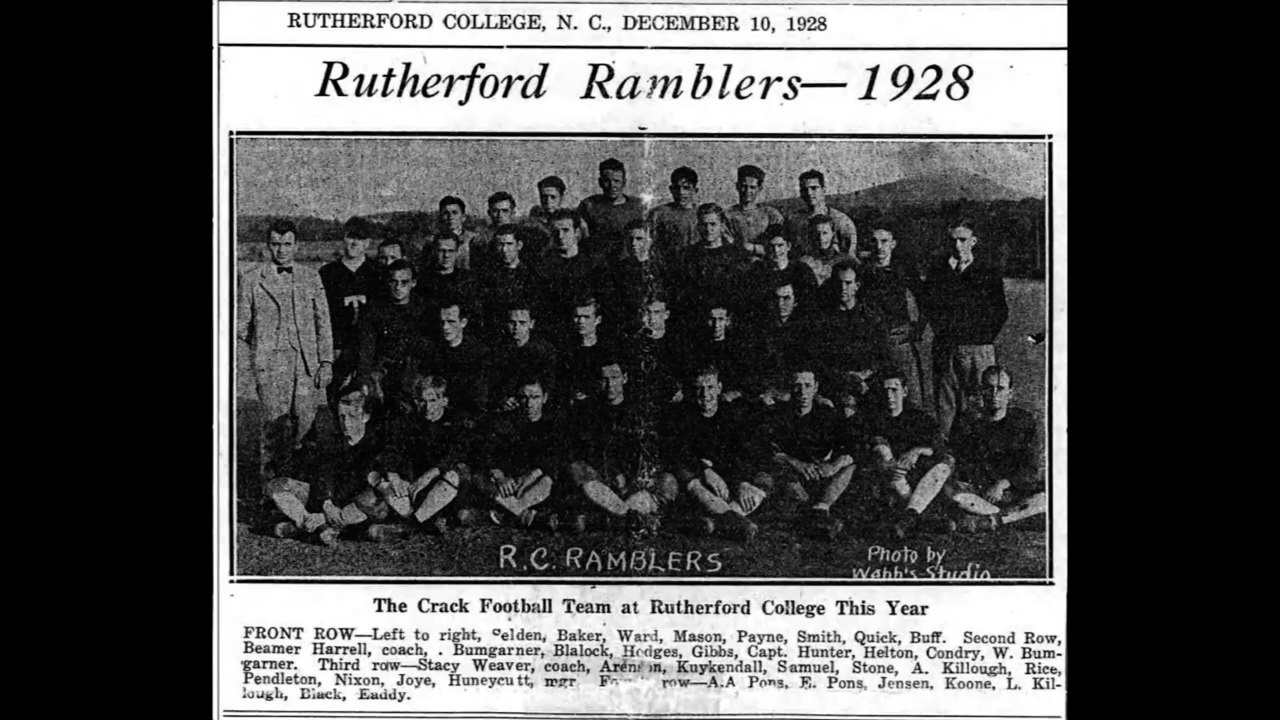 RUTHERFORD COLLEGE, N. C., DECEMBER 10, 1928
Rutherford Ramblers—1928
T
R.C. RAMBLERS
Photo by
Webb's Studio
The Crack Football Team at Rutherford College This Year
FRONT ROW—Left to right, elden, Baker, Ward, Mason, Payne, Smith, Quick, Buff. Second Row,
Beamer Harrell, coach, . Bumgarner, Blalock, Hedges, Gibbs, Capt. Hunter, Helton, Condry, W. Bum-
garner. Third row—Stacy Weaver, coach, Kuykendall, Samuel, Stone, A. Killough, Rice,
Pendleton, Nixon, Joye, Huneycutt, mgr row—A.A Pons, E. Pons, Jensen, Koone, L. Kil-
lough, Black, Eaddy.